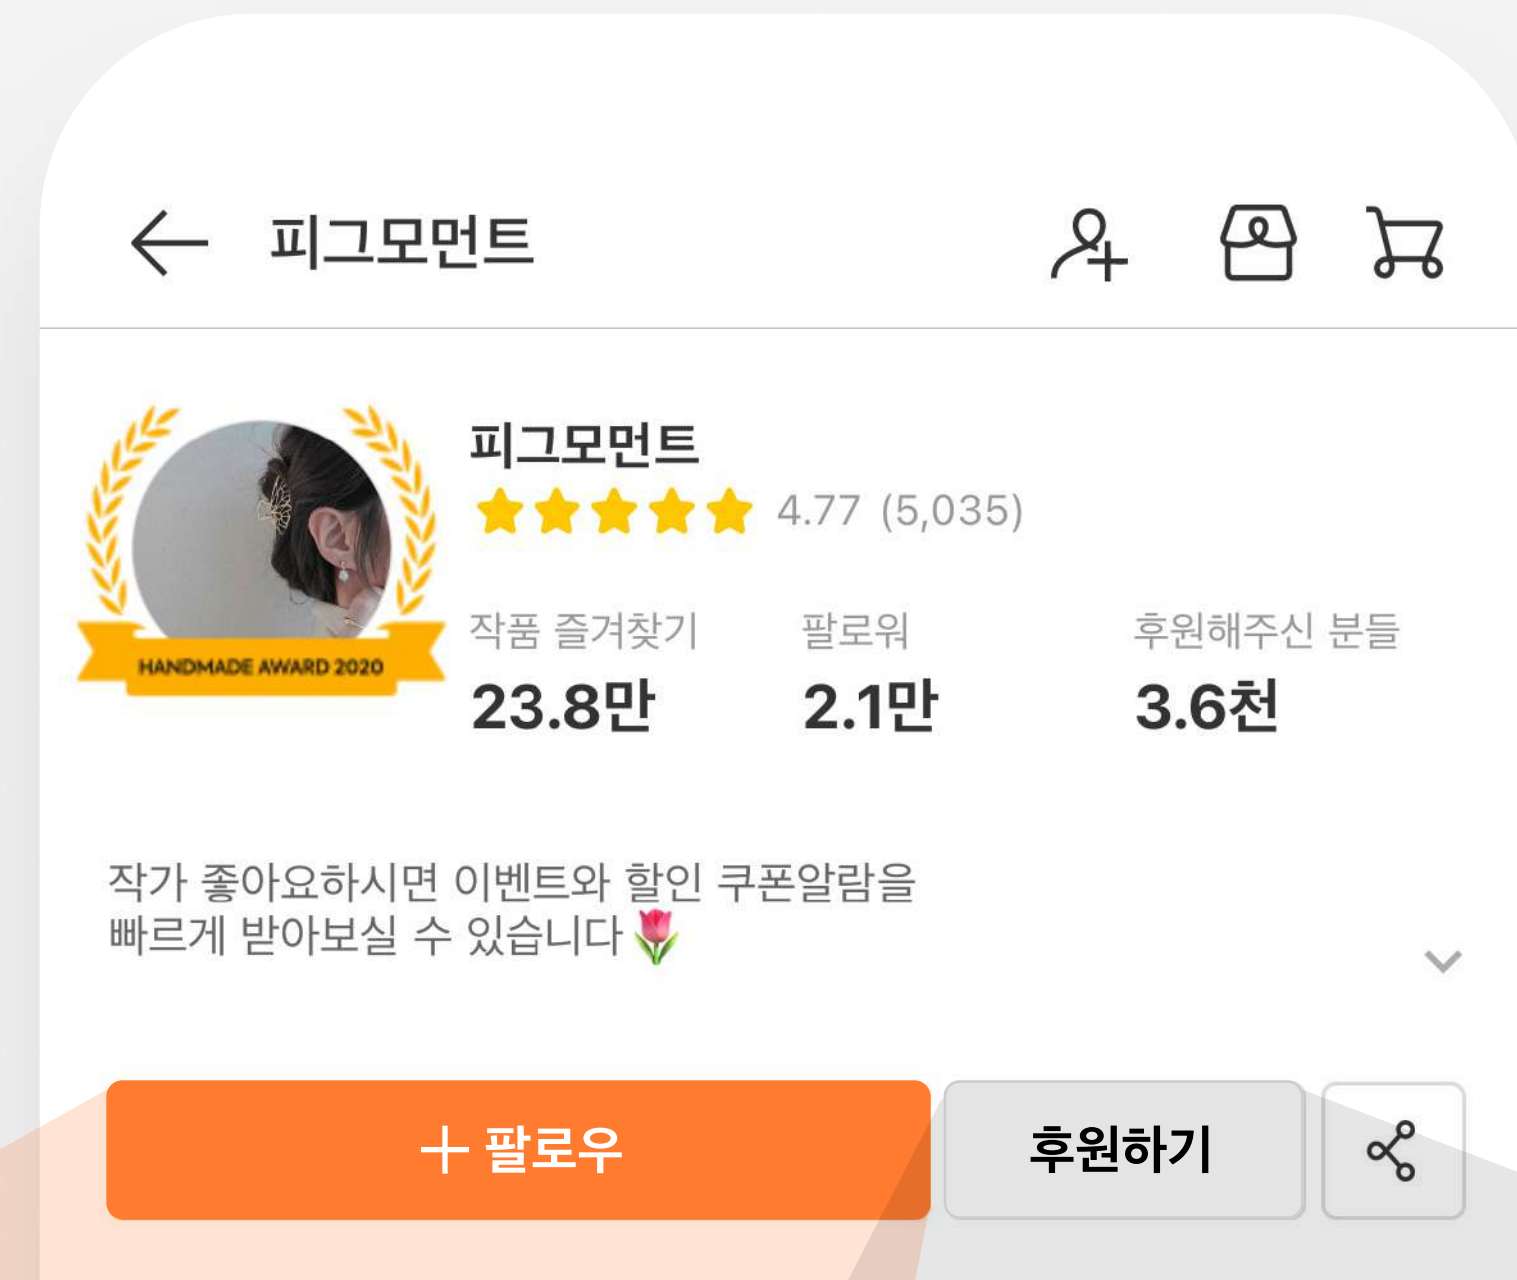 피그모먼트
피그모먼트
4.77 (5,035)
작품 즐겨찾기 팔로워 후원해주신 분들
23.8만 2.1만 3.6천
HANDMADE AWARD 2020
작가 좋아요하시면 이벤트와 할인 쿠폰알람을
빠르게 받아보실 수 있습니다🌷
+ 팔로우 후원하기